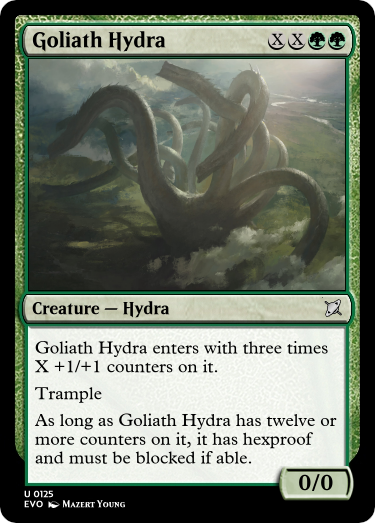 Goliath Hydra X X
Creature — Hydra
Goliath Hydra enters with three times
X +1/+1 counters on it.
Trample
As long as Goliath Hydra has twelve or
more counters on it, it has hexproof
and must be blocked if able.
0/0
U 0125
EVO Mazert Young